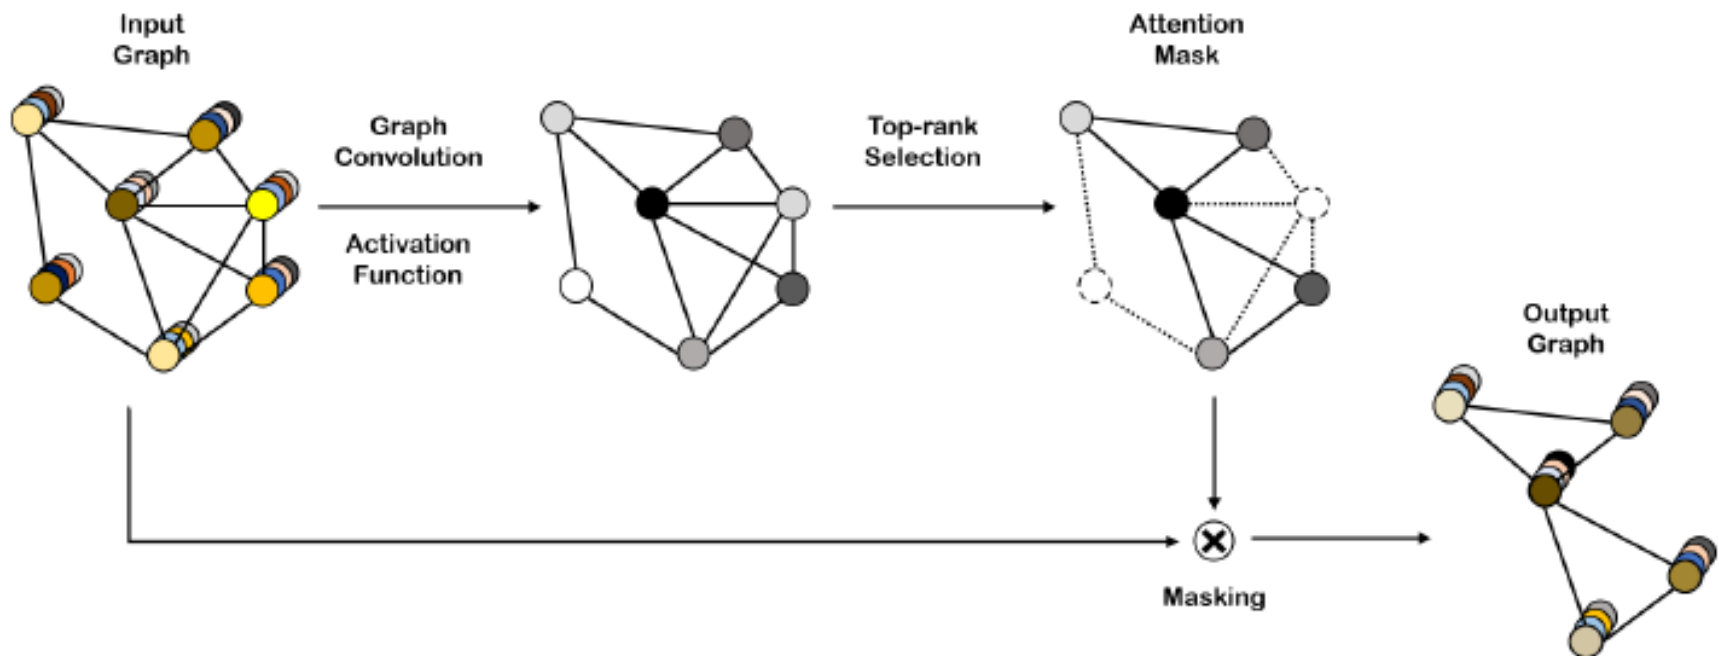 Input
Graph
Graph
Convolution
Activation
Function
Top-rank
Selection
Attention
Mask
Masking
Output
Graph